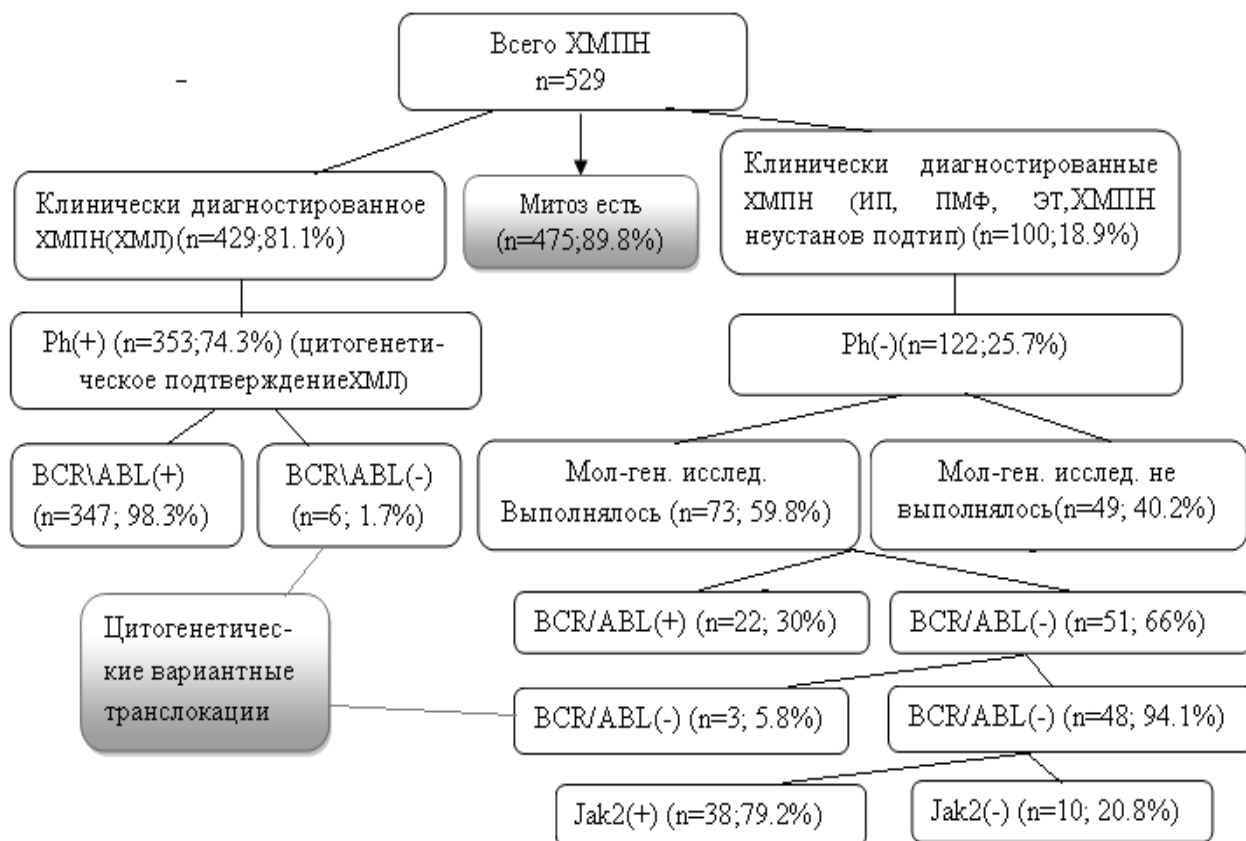 Всего ХМПН
n=529
Клинически диагностированное
ХМПН(ХМЛ) (n=429;81.1%)
Митоз есть
(n=475;89.8%)
Клинически диагностированные
ХМПН (ИП, ПМФ, ЭТ,ХМПН
неустанов подтип) (n=100;18.9%)
Ph(+) (n=353;74.3%) (цитогенети-
ческое подтверждениеХМЛ)
Ph(-)(n=122;25.7%)
BCR\ABL(+)
(n=347; 98.3%)
BCR\ABL(-)
(n=6; 1.7%)
Мол-ген. исслед.
Выполнялось (n=73; 59.8%)
Мол-ген. исслед. не
выполнялось(n=49; 40.2%)
Цитогенетичес-
кие вариантные
транслокации
BCR/ABL(+) (n=22; 30%)
BCR/ABL(-) (n=51; 66%)
BCR/ABL(-) (n=3; 5.8%)
BCR/ABL(-) (n=48; 94.1%)
Jak2(+) (n=38;79.2%)
Jak2(-) (n=10; 20.8%)